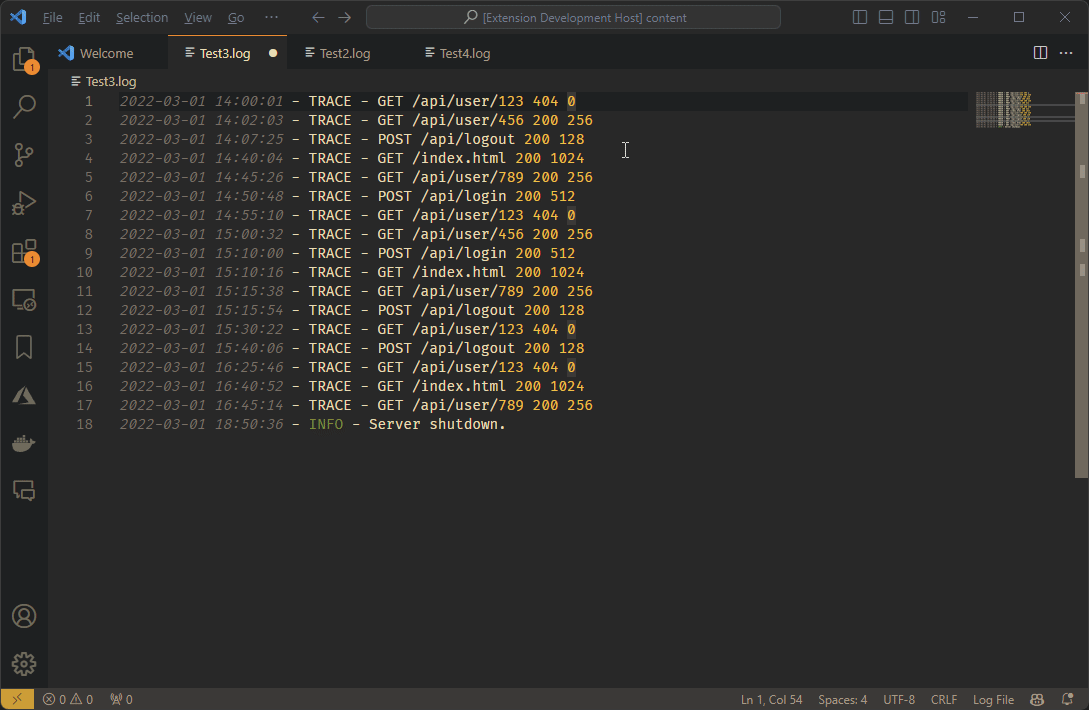 File Edit Selection View Go ··· [Extension Development Host] content
Welcome Test3.log Test2.log Test4.log
Test3.log
1 2022-03-01 14:00:01 - TRACE - GET /api/user/123 404 0
2 2022-03-01 14:02:03 - TRACE - GET /api/user/456 200 256
3 2022-03-01 14:07:25 - TRACE - POST /api/logout 200 128
4 2022-03-01 14:40:04 - TRACE - GET /index.html 200 1024
5 2022-03-01 14:45:26 - TRACE - GET /api/user/789 200 256
6 2022-03-01 14:50:48 - TRACE - POST /api/login 200 512
7 2022-03-01 14:55:10 - TRACE - GET /api/user/123 404 0
8 2022-03-01 15:00:32 - TRACE - GET /api/user/456 200 256
9 2022-03-01 15:10:00 - TRACE - POST /api/login 200 512
10 2022-03-01 15:10:16 - TRACE - GET /index.html 200 1024
11 2022-03-01 15:15:38 - TRACE - GET /api/user/789 200 256
12 2022-03-01 15:15:54 - TRACE - POST /api/logout 200 128
13 2022-03-01 15:30:22 - TRACE - GET /api/user/123 404 0
14 2022-03-01 15:40:06 - TRACE - POST /api/logout 200 128
15 2022-03-01 16:25:46 - TRACE - GET /api/user/123 404 0
16 2022-03-01 16:40:52 - TRACE - GET /index.html 200 1024
17 2022-03-01 16:45:14 - TRACE - GET /api/user/789 200 256
18 2022-03-01 18:50:36 - INFO - Server shutdown.
1
1
0 0 0 Ln 1, Col 54 Spaces: 4 UTF-8 CRLF Log File